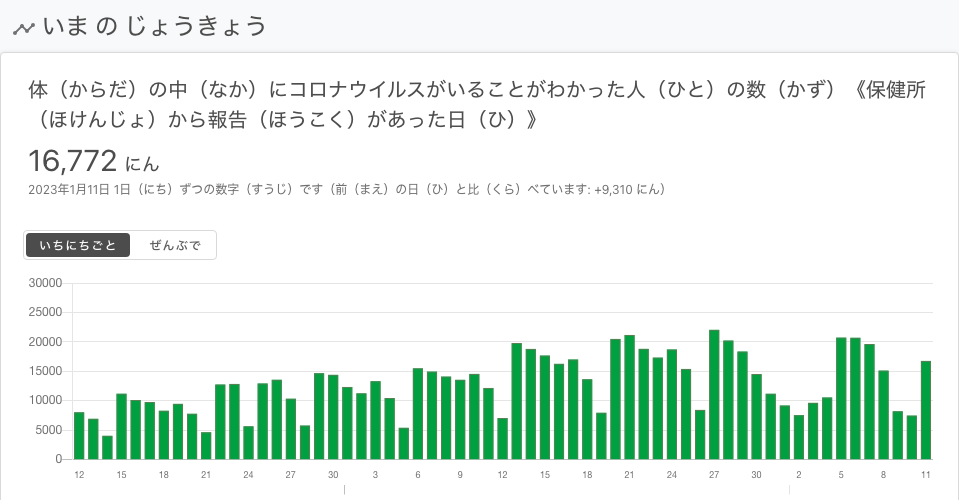 いま の じょうきょう
体（からだ）の中（なか）にコロナウイルスがいることがわかった人（ひと）の数（かず）《保健所
（ほけんじょ）から報告（ほうこく）があった日（ひ）》
16,772 にん
2023年1月11日 1日（にち）ずつの数字（すうじ）です（前（まえ）の日（ひ）と比（くら）べています: +9,310 にん）
いちにちごと ぜんぶで
30000
25000
20000
15000
10000
5000
0
12 15 18 21 24 27 30 3 6 9 12 15 18 21 24 27 30 2 5 8 11